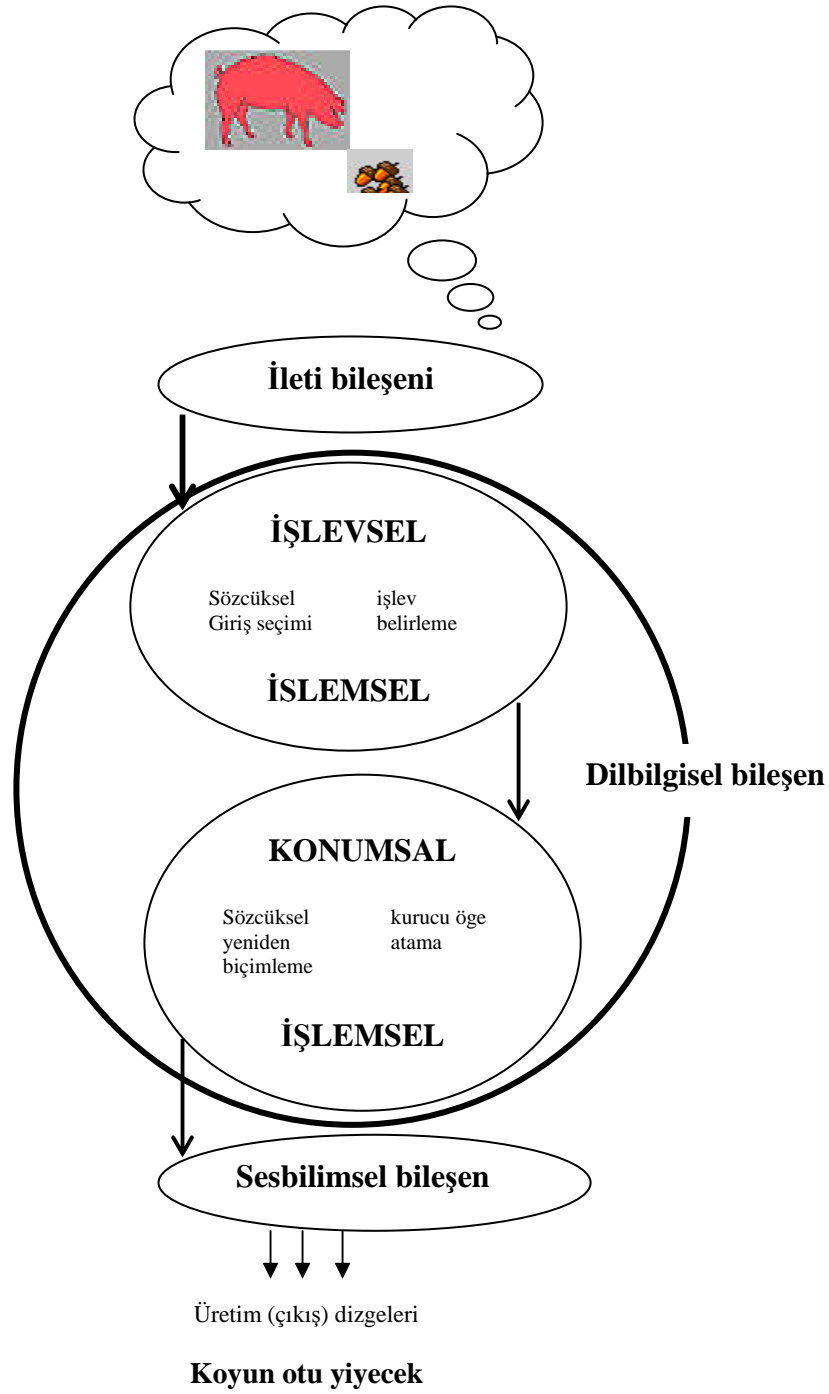 İleti bileşeni
İŞLEVSEL
Sözcüksel işlev
Giriş seçimi belirleme
İSLEMSEL
Dilbilgisel bileşen
KONUMSAL
Sözcüksel kurucu öge
yeniden atama
biçimleme
İŞLEMSEL
Sesbilimsel bileşen
Üretim (çıkış) dizgeleri
Koyun otu yiyecek